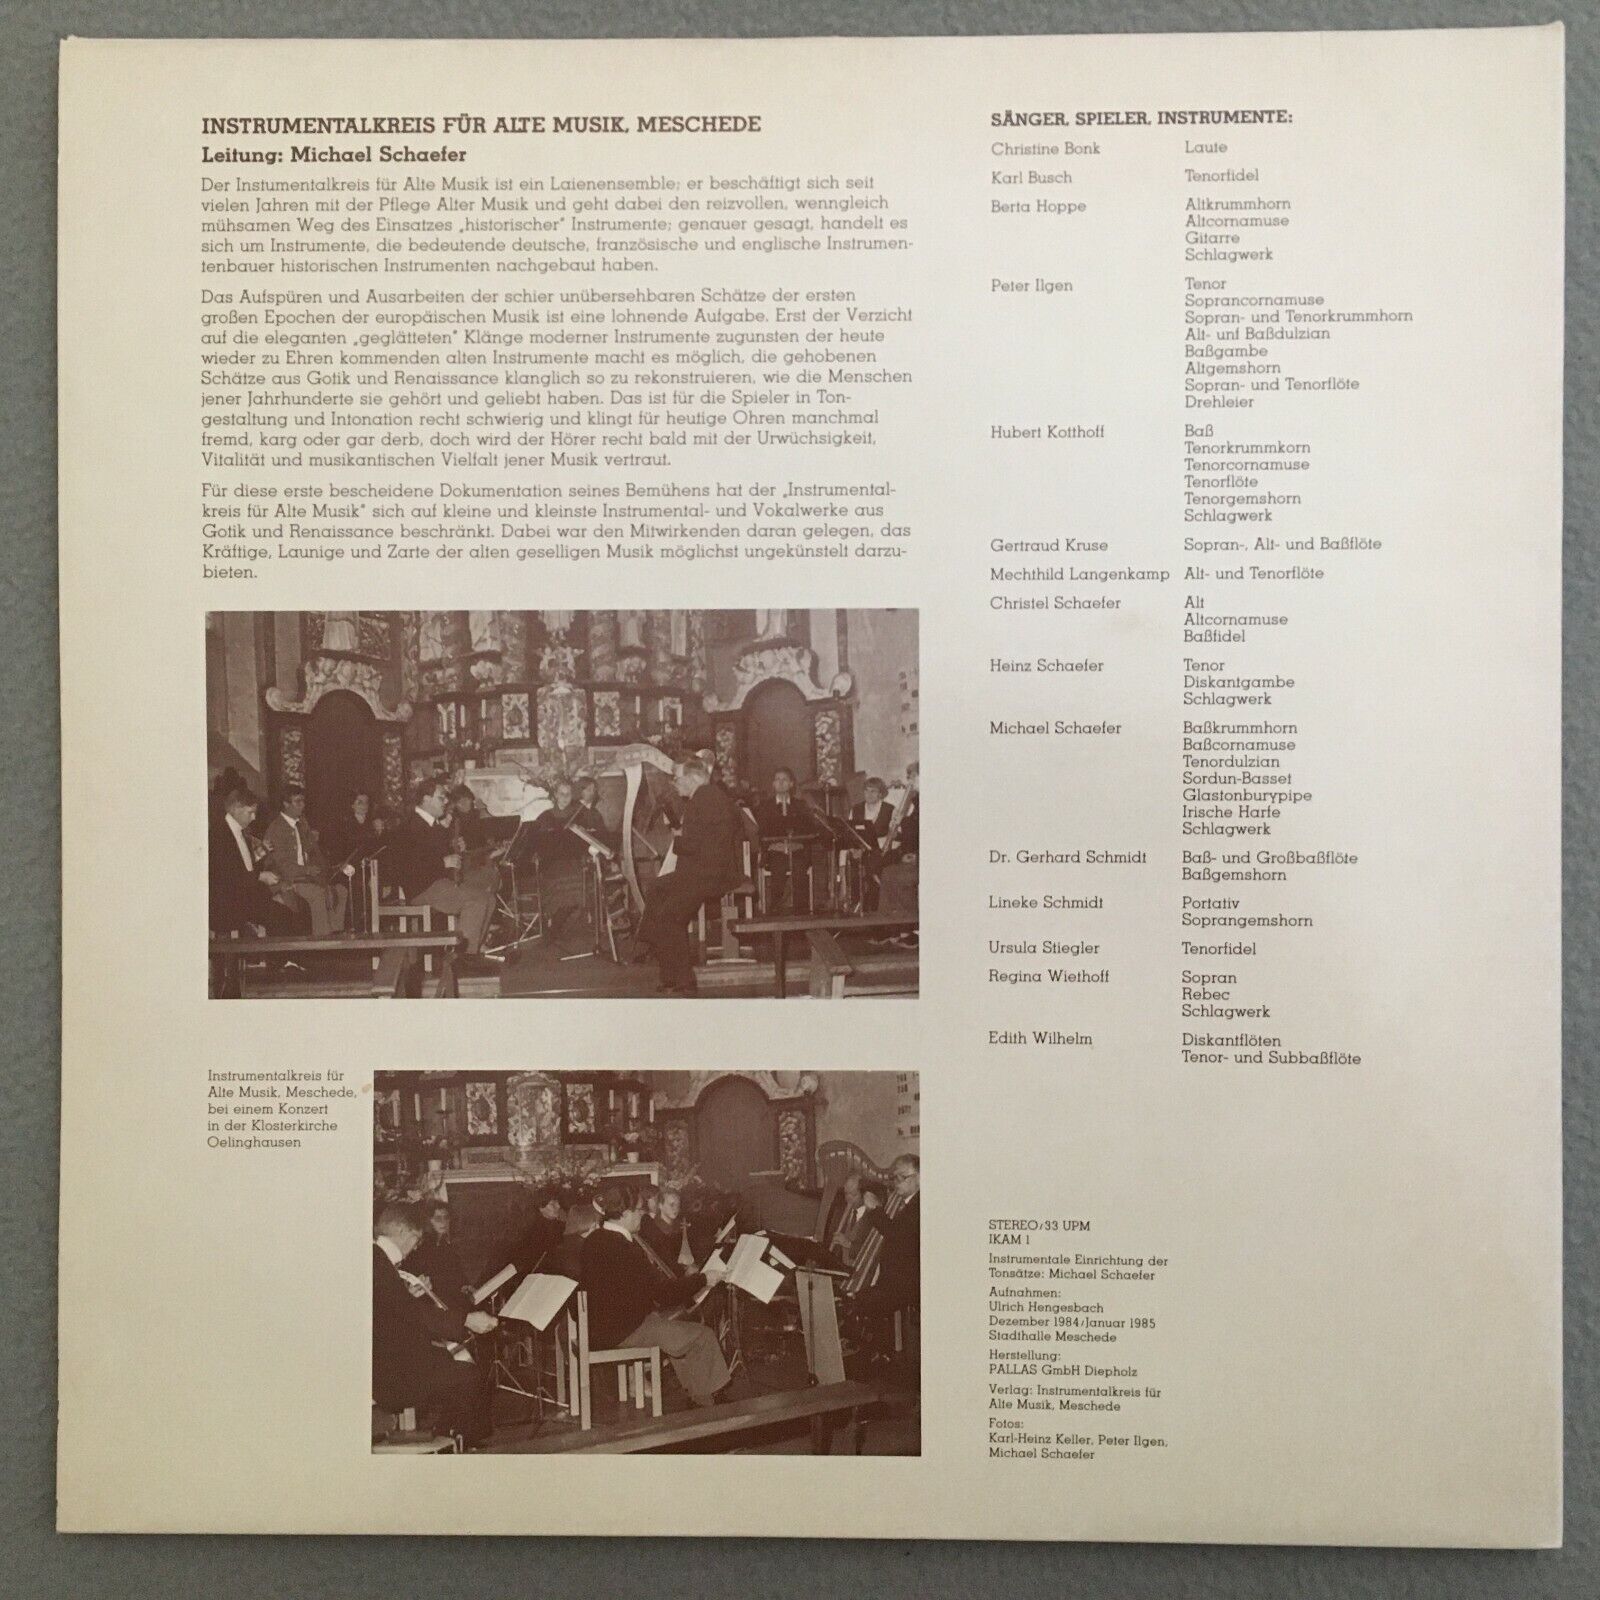 INSTRUMENTALKREIS FÜR ALTE MUSIK, MESCHEDE
Leitung: Michael Schaefer
Der Instumentalkreis für Alte Musik ist ein Laienensemble; er beschäftigt sich seit
vielen Jahren mit der Pflege Alter Musik und geht dabei den reizvollen, wenngleich
mühsamen Weg des Einsatzes „historischer“ Instrumente; genauer gesagt, handelt es
sich um Instrumente, die bedeutende deutsche, französische und englische Instrumen-
tenbauer historischen Instrumenten nachgebaut haben.
Das Aufspüren und Ausarbeiten der schier unübersehbaren Schätze der ersten
großen Epochen der europäischen Musik ist eine lohnende Aufgabe. Erst der Verzicht
auf die eleganten „geglätteten“ Klänge moderner Instrumente zugunsten der heute
wieder zu Ehren kommenden alten Instrumente macht es möglich, die gehobenen
Schätze aus Gotik und Renaissance klanglich so zu rekonstruieren, wie die Menschen
jener Jahrhunderte sie gehört und geliebt haben. Das ist für die Spieler in Ton-
gestaltung und Intonation recht schwierig und klingt für heutige Ohren manchmal
fremd, karg oder gar derb, doch wird der Hörer recht bald mit der Urwüchsigkeit,
Vitalität und musikantischen Vielfalt jener Musik vertraut.
Für diese erste bescheidene Dokumentation seines Bemühens hat der „Instrumental-
kreis für Alte Musik“ sich auf kleine und kleinste Instrumental- und Vokalwerke aus
Gotik und Renaissance beschränkt. Dabei war den Mitwirkenden daran gelegen, das
Kräftige, Launige und Zarte der alten geselligen Musik möglichst ungekünstelt darzu-
bieten.
Instrumentalkreis für
Alte Musik, Meschede,
bei einem Konzert
in der Klosterkirche
Oelinghausen
SÄNGER, SPIELER, INSTRUMENTE:
Christine Bonk Laute
Karl Busch Tenorfidel
Berta Hoppe Altkrummhorn
Altcornamuse
Gitarre
Schlagwerk
Peter Ilgen Tenor
Soprancornamuse
Sopran- und Tenorkrummhorn
Alt- unf Baßdulzian
Baßgambe
Altgemshorn
Sopran- und Tenorflöte
Drehleier
Hubert Kotthoff Baß
Tenorkrummkorn
Tenorcornamuse
Tenorflöte
Tenorgemshorn
Schlagwerk
Gertraud Kruse Sopran-, Alt- und Baßflöte
Mechthild Langenkamp Alt- und Tenorflöte
Christel Schaefer Alt
Altcornamuse
Baßfidel
Heinz Schaefer Tenor
Diskantgambe
Schlagwerk
Michael Schaefer Baßkrummhorn
Baßcornamuse
Tenordulzian
Sordun-Basset
Glastonburypipe
Irische Harfe
Schlagwerk
Dr. Gerhard Schmidt Baß- und Großbaßflöte
Baßgemshorn
Lineke Schmidt Portativ
Soprangemshorn
Ursula Stiegler Tenorfidel
Regina Wiethoff Sopran
Rebec
Schlagwerk
Edith Wilhelm Diskantflöten
Tenor- und Subbaßflöte
STEREO/33 UPM
IKAM 1
Instrumentale Einrichtung der
Tonsätze: Michael Schaefer
Aufnahmen:
Ulrich Hengesbach
Dezember 1984/Januar 1985
Stadthalle Meschede
Herstellung:
PALLAS GmbH Diepholz
Verlag: Instrumentalkreis für
Alte Musik, Meschede
Fotos:
Karl-Heinz Keller, Peter Ilgen,
Michael Schaefer